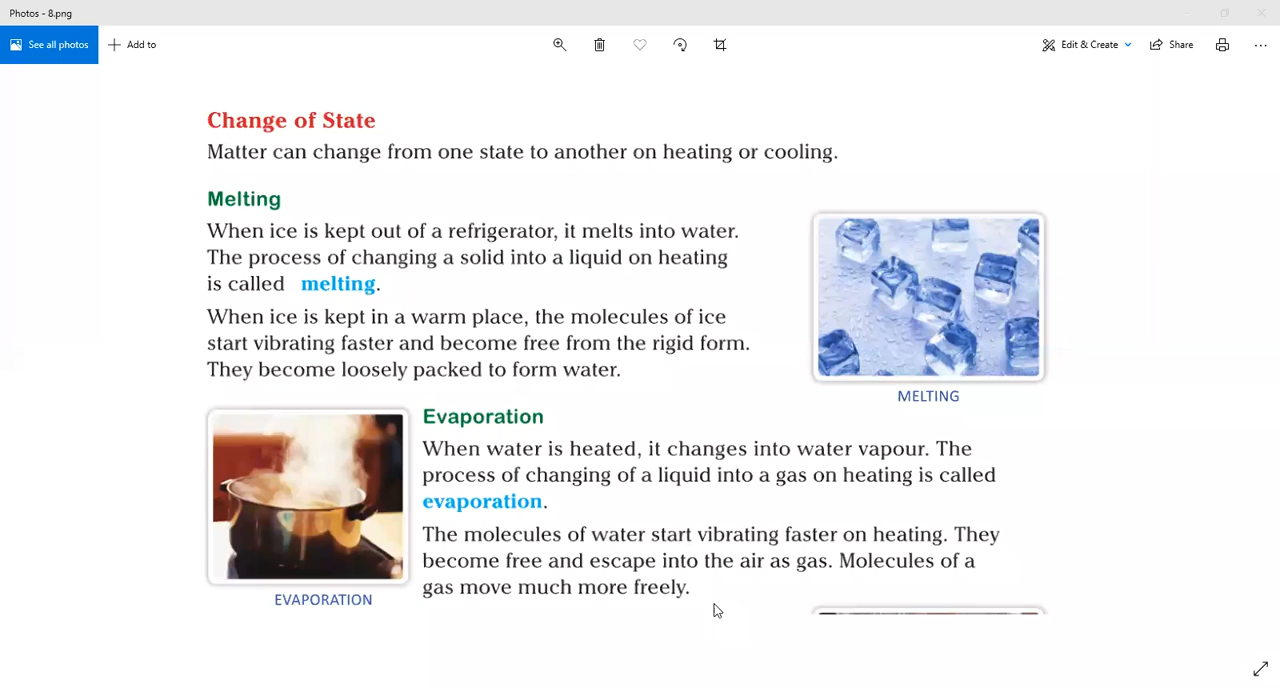 Photos - 8.png
See all photos
Add to
Edit & Create
Share
Change of State
Matter can change from one state to another on heating or cooling.
Melting
When ice is kept out of a refrigerator, it melts into water.
The process of changing a solid into a liquid on heating
is called melting.
When ice is kept in a warm place, the molecules of ice
start vibrating faster and become free from the rigid form.
They become loosely packed to form water.
MELTING
Evaporation
When water is heated, it changes into water vapour. The
process of changing of a liquid into a gas on heating is called
evaporation.
The molecules of water start vibrating faster on heating. They
become free and escape into the air as gas. Molecules of a
gas move much more freely.
EVAPORATION